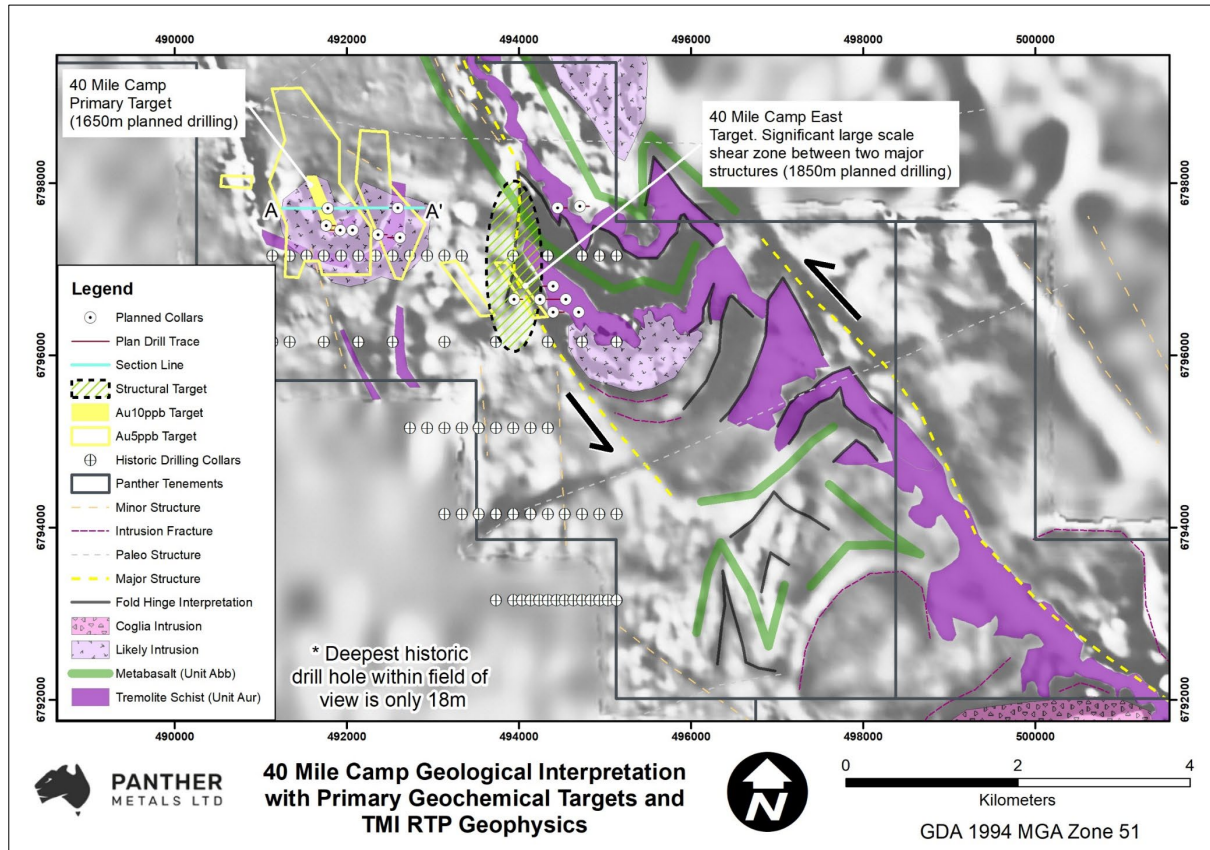 490000 492000 494000 496000 498000 500000
40 Mile Camp
Primary Target
(1650m planned drilling)
40 Mile Camp East
Target. Significant large scale
shear zone between two major
structures (1850m planned drilling)
6798000
6798000
A
A'
Legend
Planned Collars
Plan Drill Trace
Section Line
Structural Target
Au10ppb Target
Au5ppb Target
Historic Drilling Collars
Panther Tenements
Minor Structure
Intrusion Fracture
Paleo Structure
Major Structure
Fold Hinge Interpretation
Coglia Intrusion
Likely Intrusion
Metabasalt (Unit Abb)
Tremolite Schist (Unit Aur)
6796000
6796000
6794000
6794000
* Deepest historic
drill hole within field of
view is only 18m
6792000
6792000
490000 492000 494000 496000 498000 500000
PANTHER
METALS LTD
40 Mile Camp Geological Interpretation
with Primary Geochemical Targets and
TMI RTP Geophysics
N
0 2 4
Kilometers
GDA 1994 MGA Zone 51